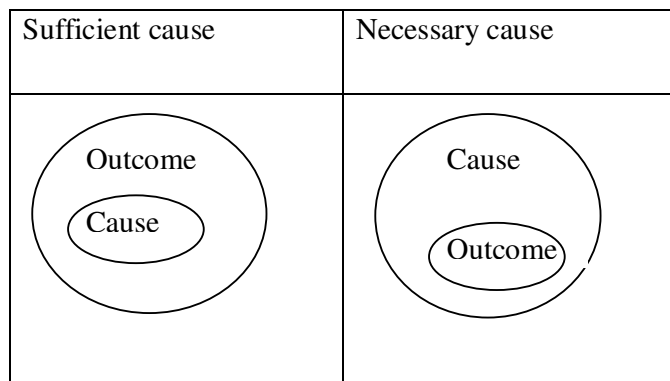 Sufficient cause
Necessary cause
Outcome
Cause
Cause
Outcome